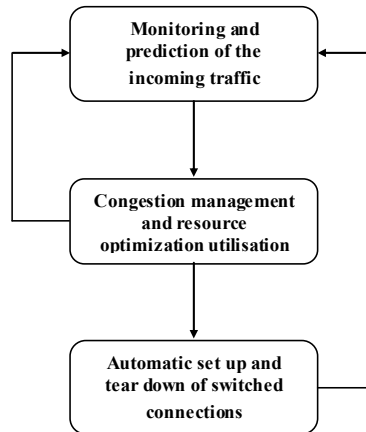 Monitoring and
prediction of the
incoming traffic
Congestion management
and resource
optimization utilisation
Automatic set up and
tear down of switched
connections